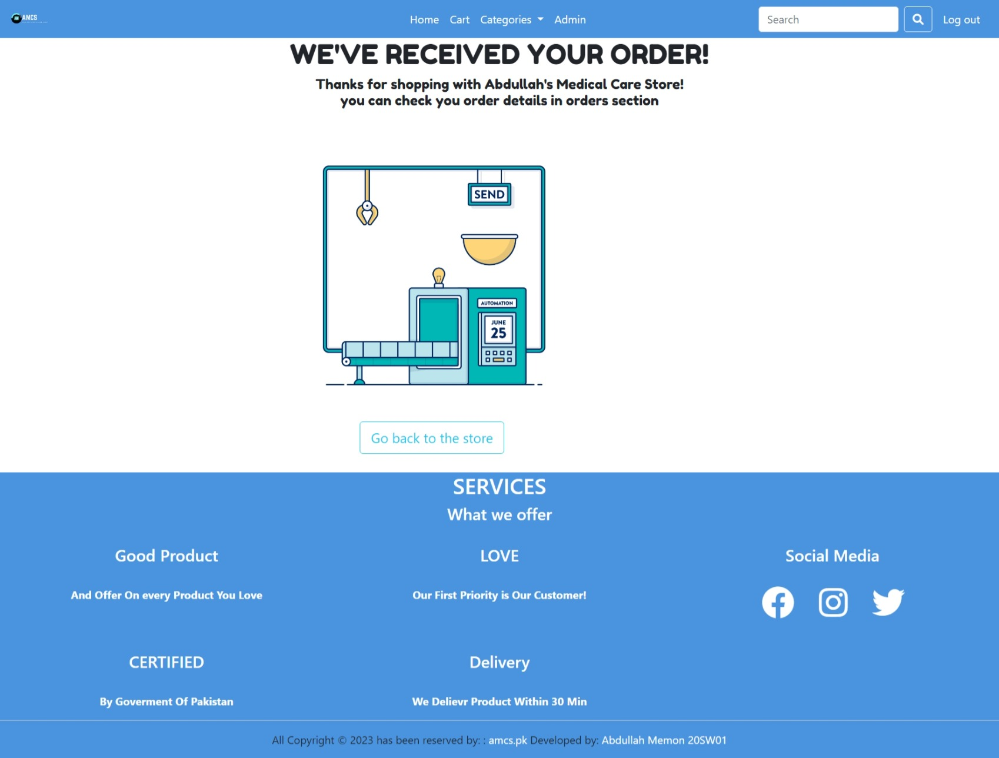 AMCS
Home Cart Categories Admin
Search
Log out
WE'VE RECEIVED YOUR ORDER!
Thanks for shopping with Abdullah's Medical Care Store!
you can check you order details in orders section
SEND
AUTOMATION
JUNE
25
Go back to the store
SERVICES
What we offer
Good Product
And Offer On every Product You Love
LOVE
Our First Priority is Our Customer!
Social Media
CERTIFIED
By Goverment Of Pakistan
Delivery
We Delievr Product Within 30 Min
All Copyright © 2023 has been reserved by: : amcs.pk Developed by: Abdullah Memon 20SW01